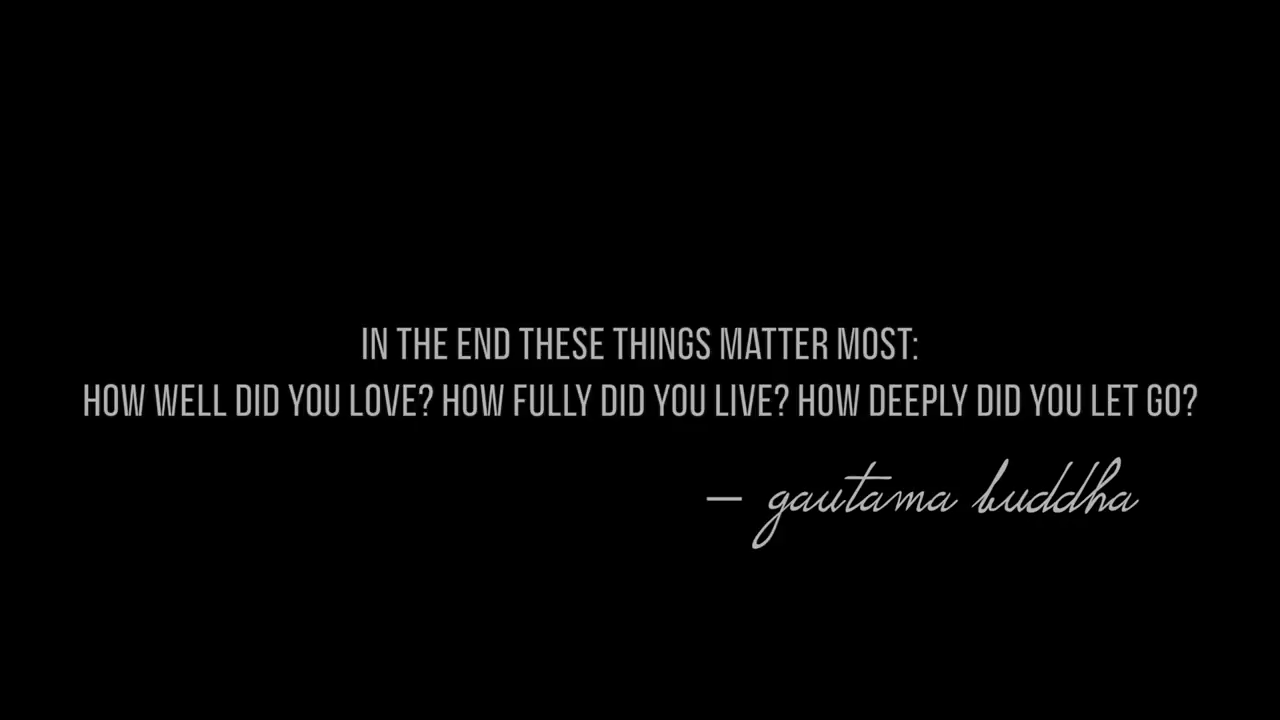 IN THE END THESE THINGS MATTER MOST:
HOW WELL DID YOU LOVE? HOW FULLY DID YOU LIVE? HOW DEEPLY DID YOU LET GO?
— gautama buddha